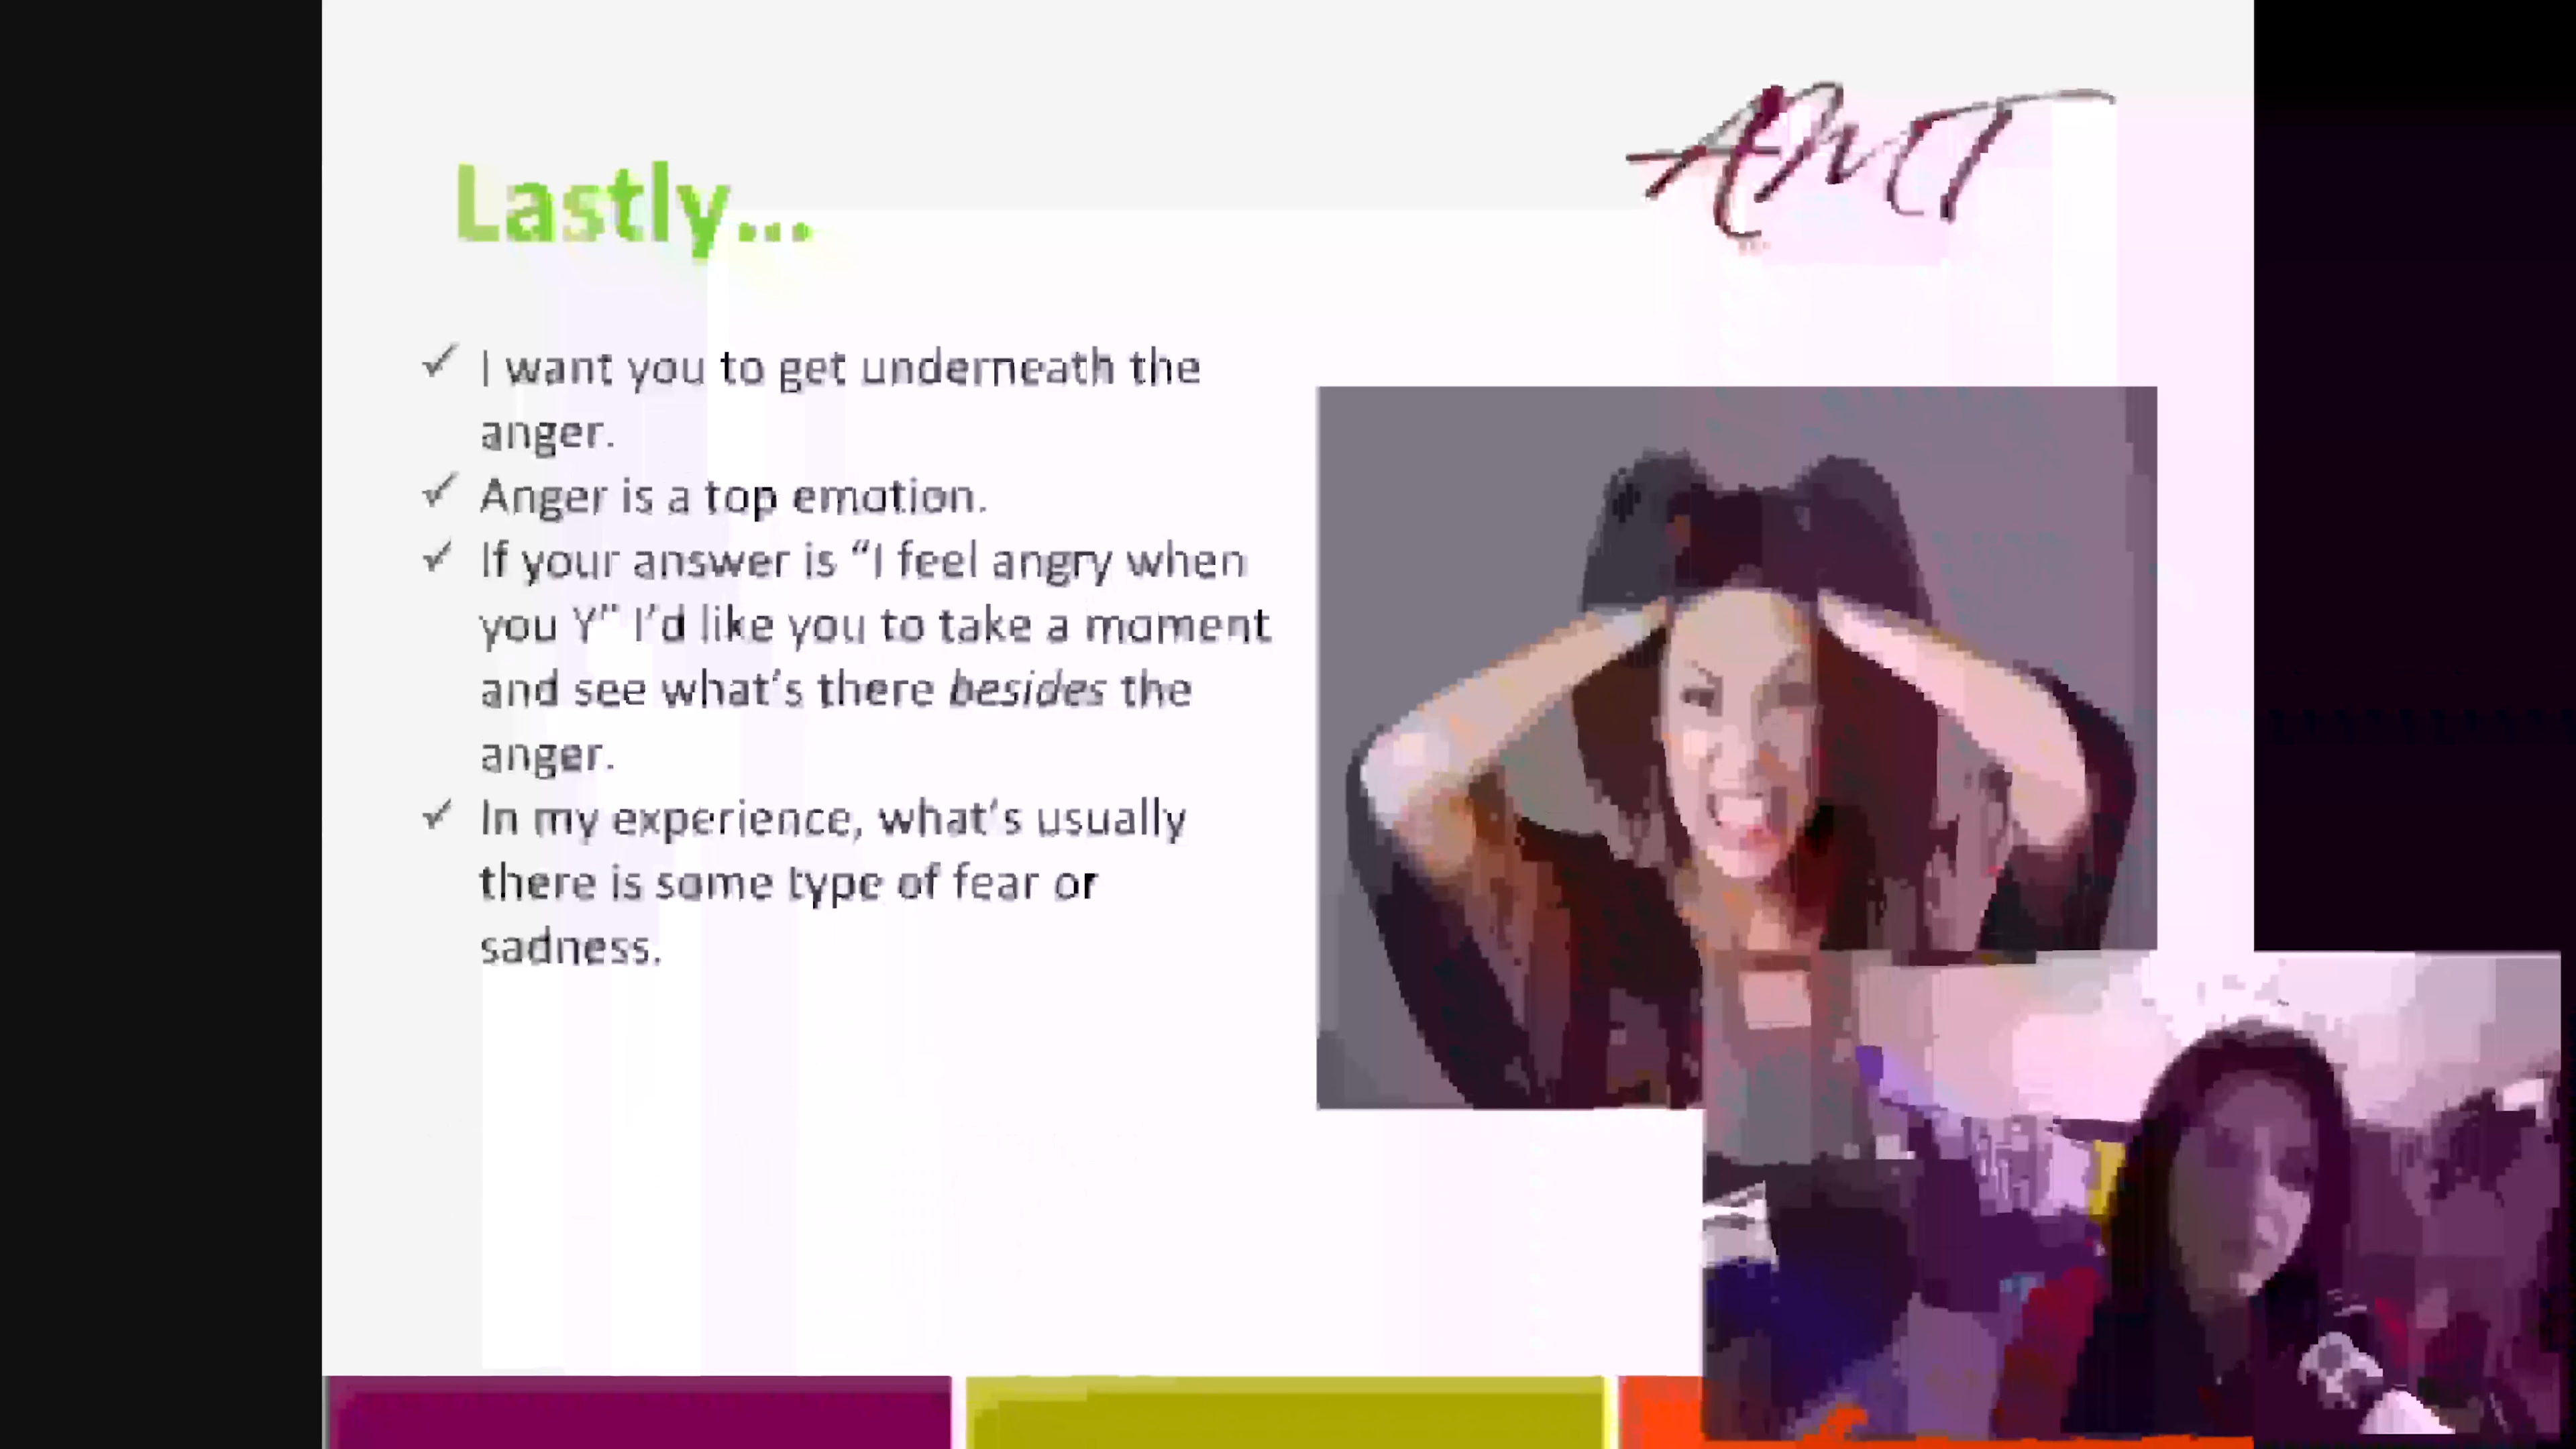 Lastly...
AMT
I want you to get underneath the
anger.
Anger is a top emotion.
If your answer is “I feel angry when
you Y” I’d like you to take a moment
and see what’s there besides the
anger.
In my experience, what’s usually
there is some type of fear or
sadness.